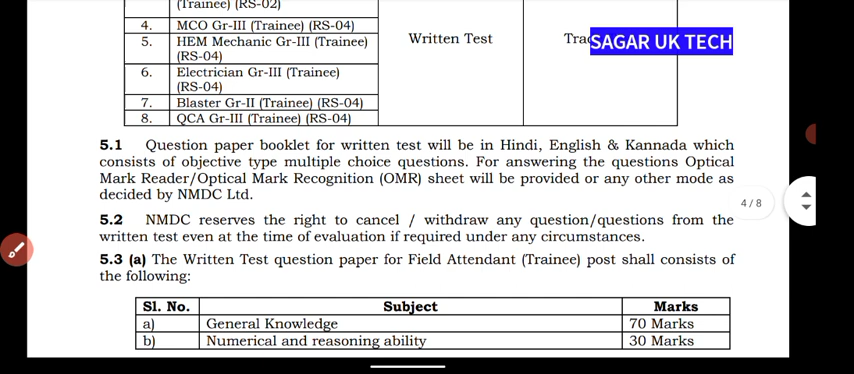 (Trainee) (RS-02)
4. MCO Gr-III (Trainee) (RS-04)
5. HEM Mechanic Gr-III (Trainee)
(RS-04)
Written Test
SAGAR UK TECH
6. Electrician Gr-III (Trainee)
(RS-04)
7. Blaster Gr-II (Trainee) (RS-04)
8. QCA Gr-III (Trainee) (RS-04)
5.1 Question paper booklet for written test will be in Hindi, English & Kannada which
consists of objective type multiple choice questions. For answering the questions Optical
Mark Reader/Optical Mark Recognition (OMR) sheet will be provided or any other mode as
decided by NMDC Ltd.
4 / 8
5.2 NMDC reserves the right to cancel / withdraw any question/questions from the
written test even at the time of evaluation if required under any circumstances.
5.3 (a) The Written Test question paper for Field Attendant (Trainee) post shall consists of
the following:
Sl. No. Subject Marks
a) General Knowledge 70 Marks
b) Numerical and reasoning ability 30 Marks